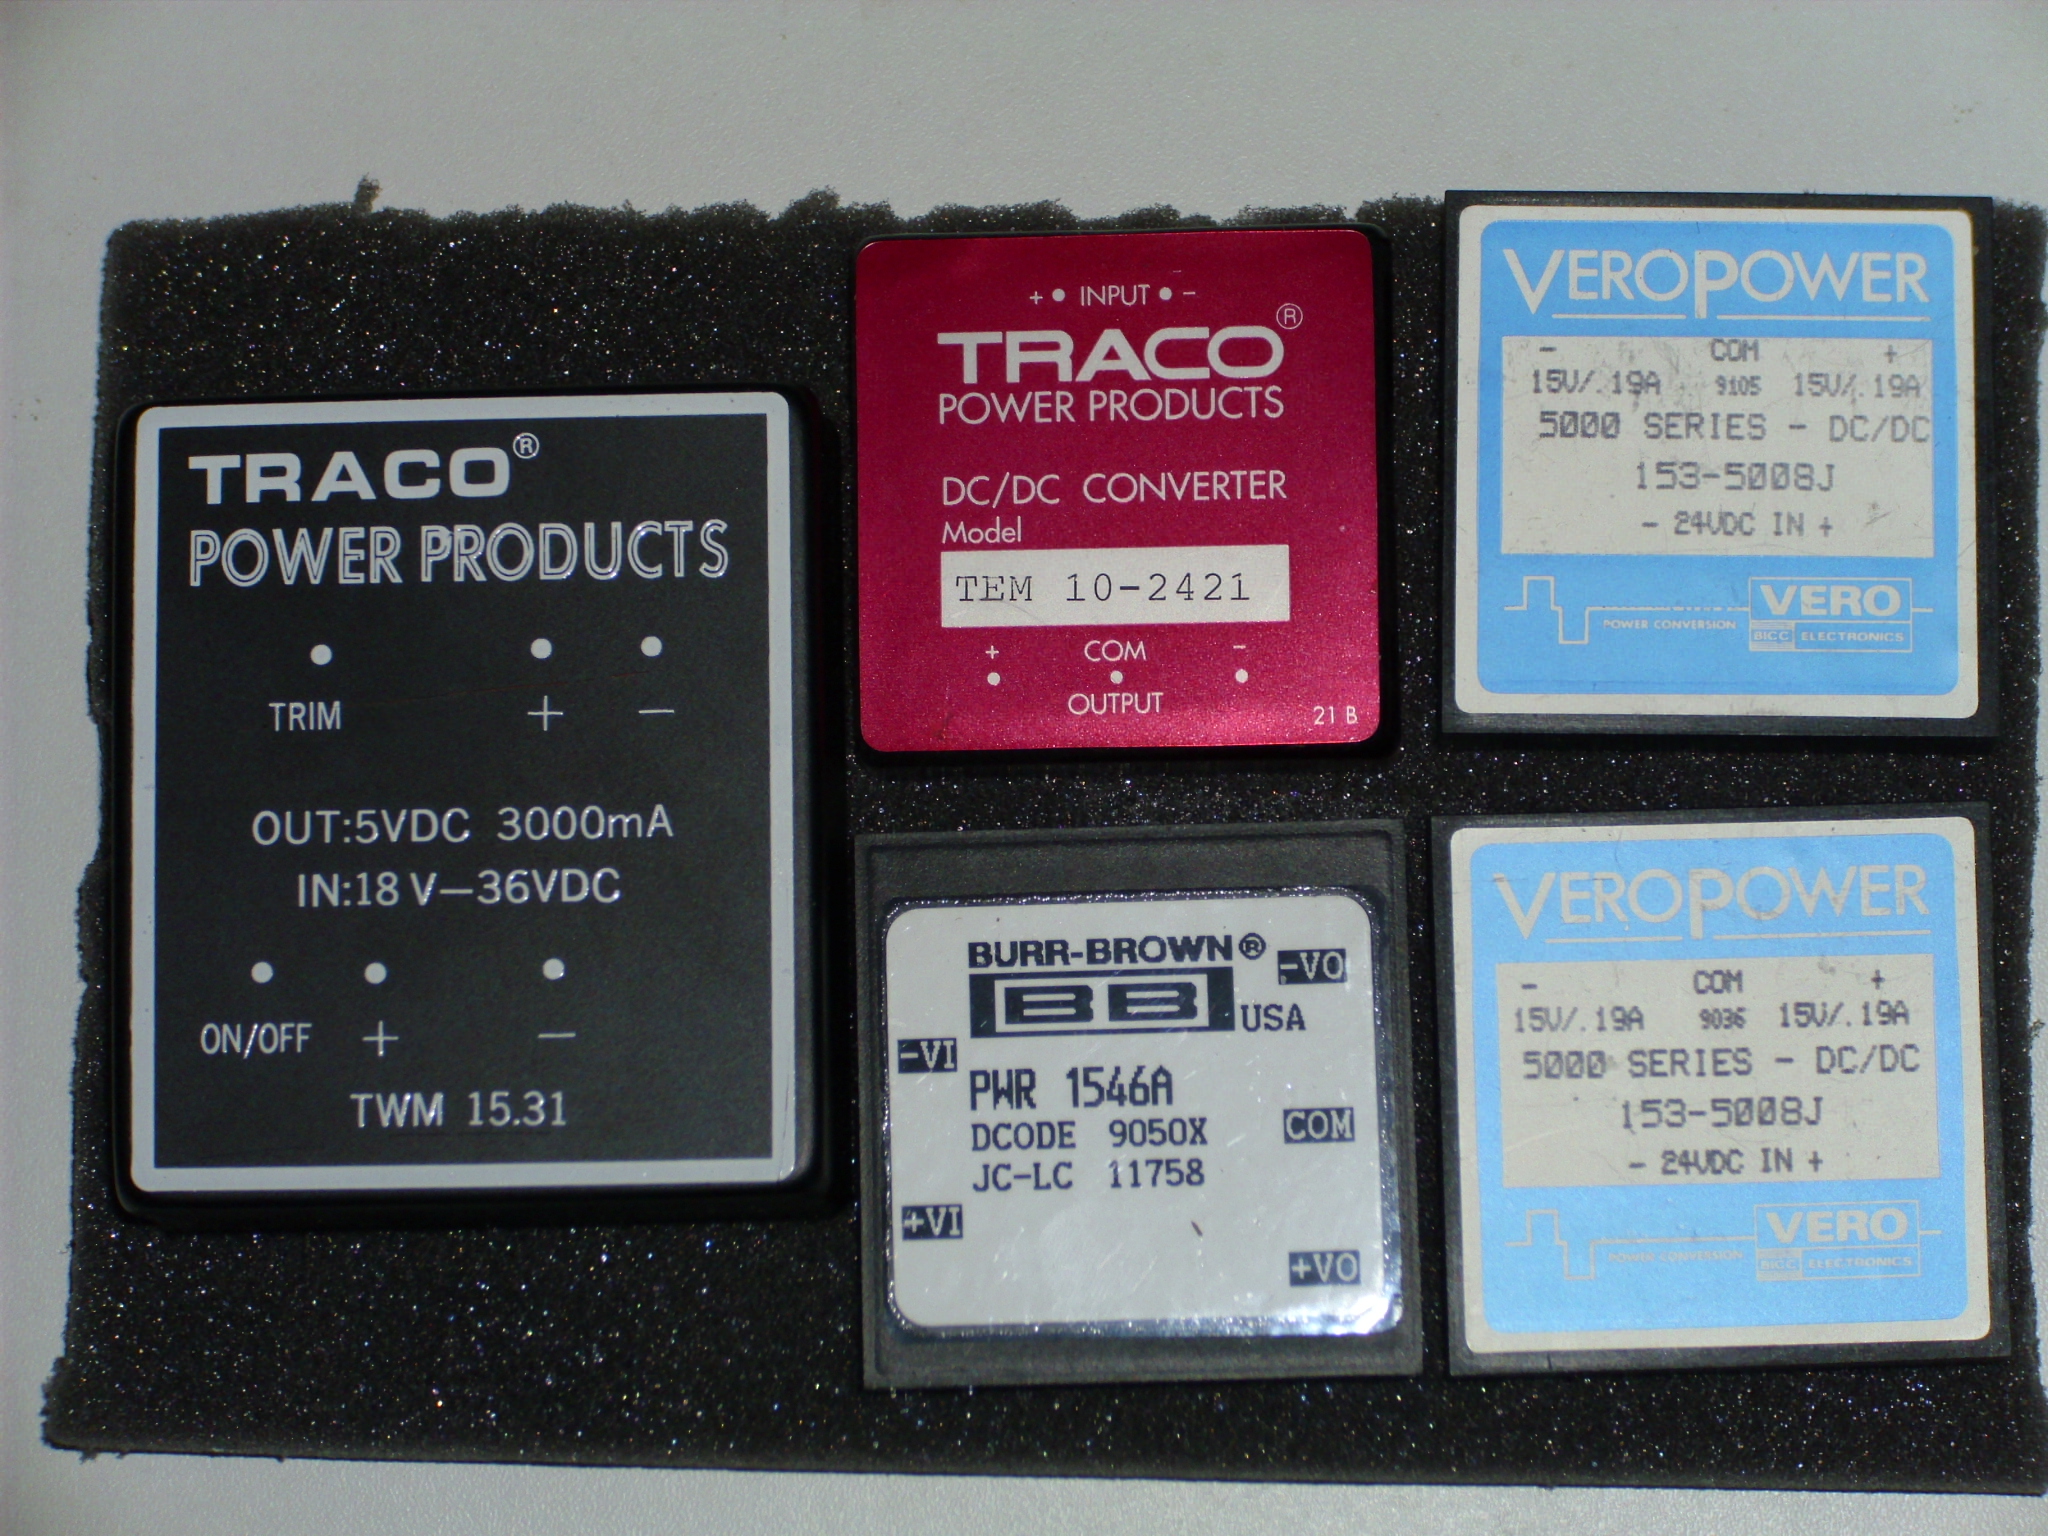 TRACO®
POWER PRODUCTS
TRIM + −
OUT:5VDC 3000mA
IN:18 V—36VDC
ON/OFF + −
TWM 15.31
+ INPUT −
TRACO®
POWER PRODUCTS
DC/DC CONVERTER
Model
TEM 10-2421
+ COM −
OUTPUT
21 B
BURR-BROWN®
BB
USA
-VO
-VI
PWR 1546A
DCODE 9050X
COM
JC-LC 11758
+VI
+VO
VEROPOWER
- COM +
15V/.19A 9105 15V/.19A
5000 SERIES - DC/DC
153-5008J
- 24VDC IN +
POWER CONVERSION
VERO
BICC ELECTRONICS
VEROPOWER
- COM +
15V/.19A 9036 15V/.19A
5000 SERIES - DC/DC
153-5008J
- 24VDC IN +
POWER CONVERSION
VERO
BICC ELECTRONICS